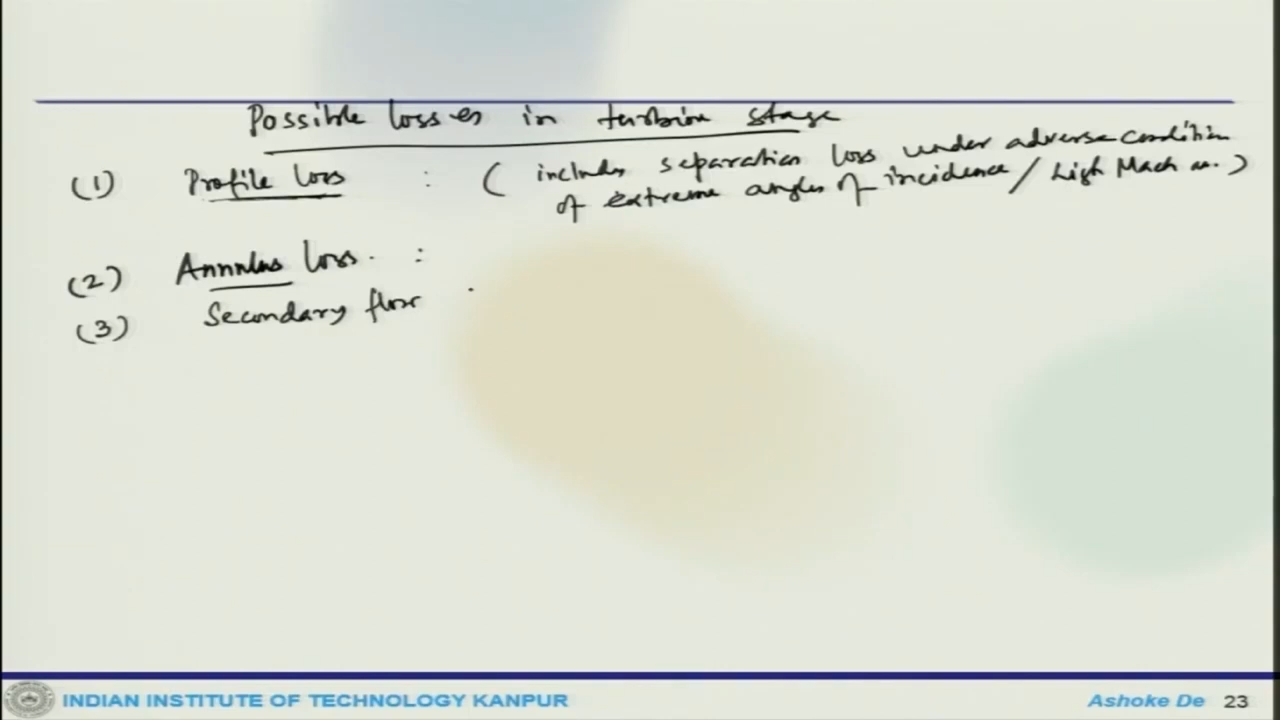 Possible losses in turbine stage
(1) Profile loss : ( includes separation loss under adverse condition
of extreme angles of incidence / high Mach n. )
(2) Annulus loss. :
(3) Secondary flow
INDIAN INSTITUTE OF TECHNOLOGY KANPUR
Ashoke De 23